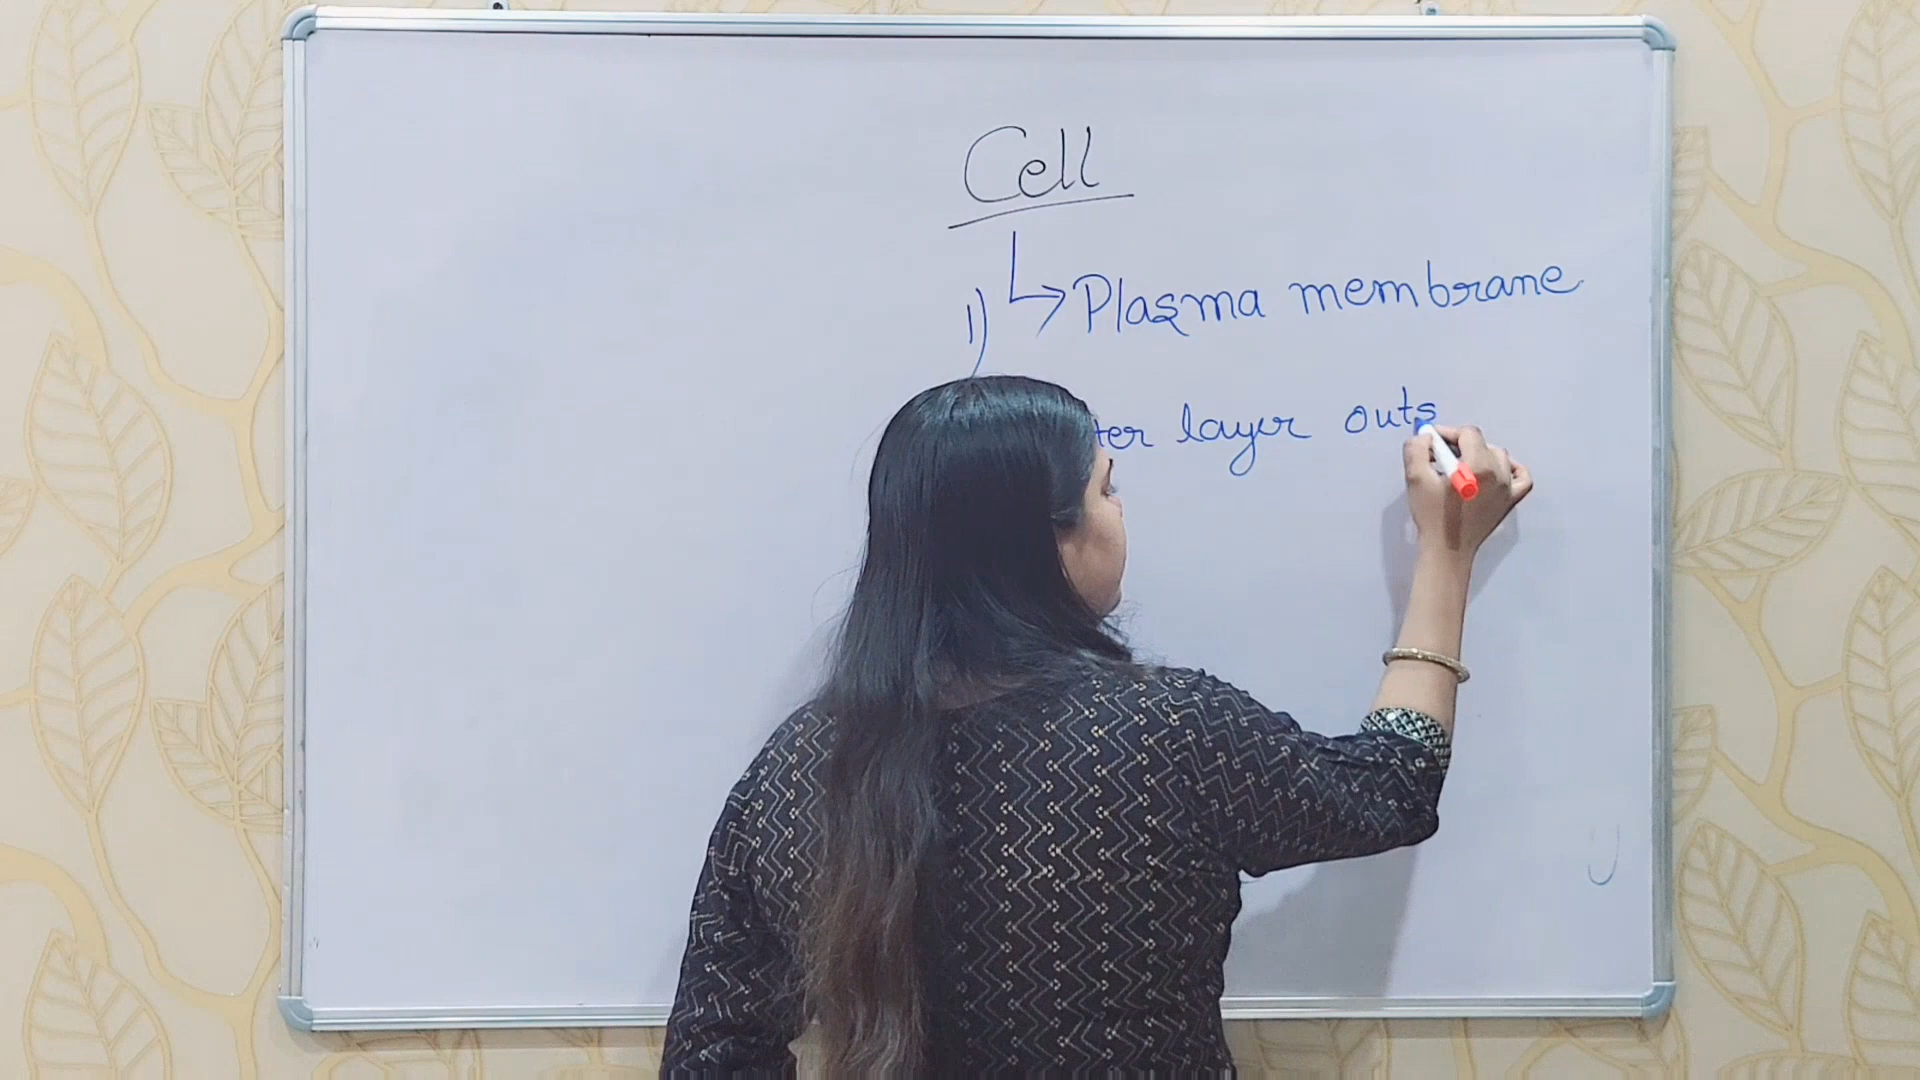 Cell
1) Plasma membrane
ter layer outs